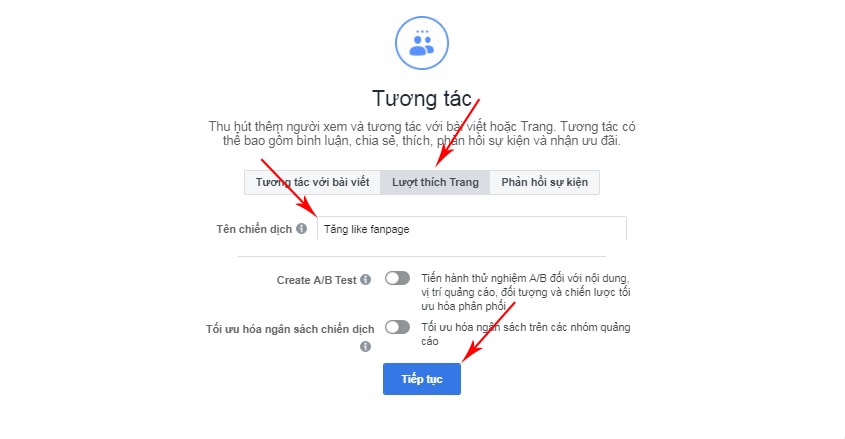 Tương tác
Thu hút thêm người xem và tương tác với bài viết hoặc Trang. Tương tác có
thể bao gồm bình luận, chia sẻ, thích, phản hồi sự kiện và nhận ưu đãi.
Tương tác với bài viết Lượt thích Trang Phản hồi sự kiện
Tên chiến dịch Tăng like fanpage
Create A/B Test Tiến hành thử nghiệm A/B đối với nội dung,
vị trí quảng cáo, đối tượng và chiến lược tối
ưu hóa phân phối.
Tối ưu hóa ngân sách chiến dịch Tối ưu hóa ngân sách trên các nhóm quảng
cáo
Tiếp tục